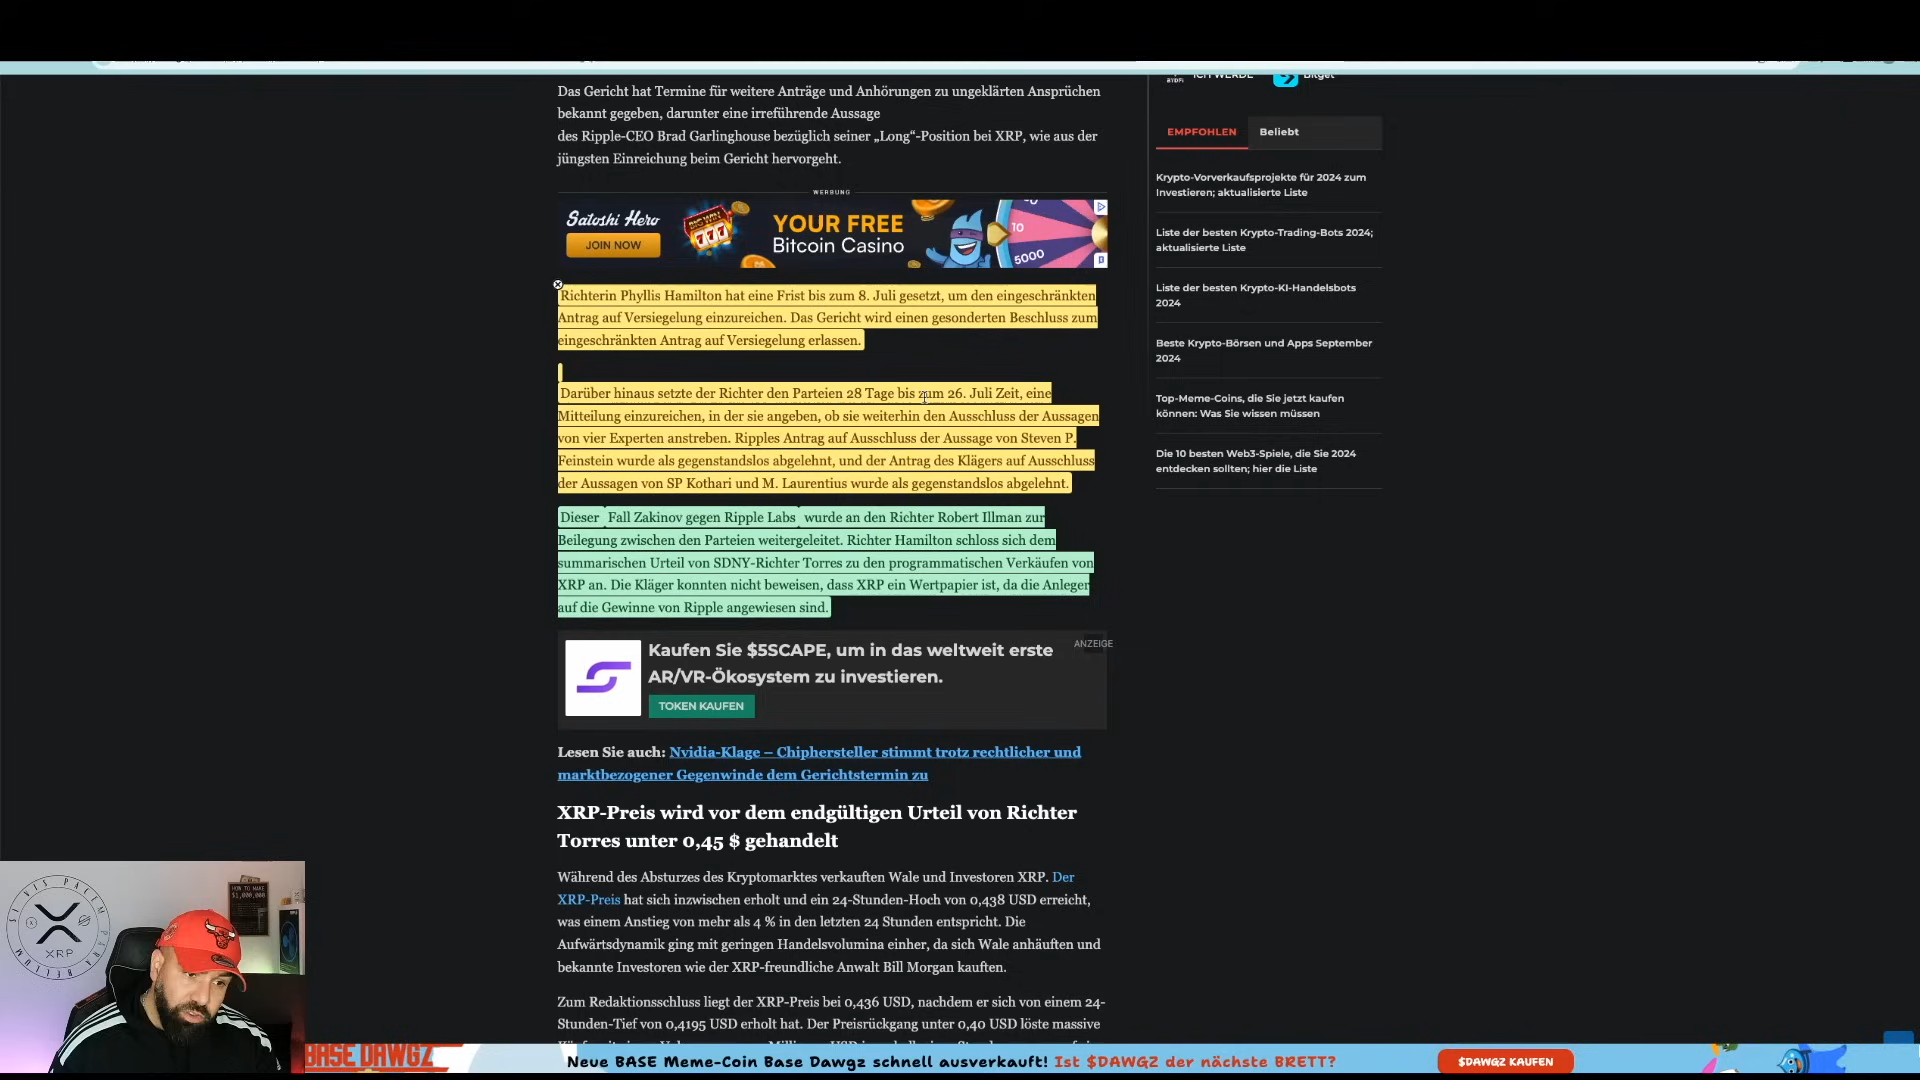 Bitget
Das Gericht hat Termine für weitere Anträge und Anhörungen zu ungeklärten Ansprüchen
bekannt gegeben, darunter eine irreführende Aussage
des Ripple-CEO Brad Garlinghouse bezüglich seiner „Long“-Position bei XRP, wie aus der
jüngsten Einreichung beim Gericht hervorgeht.
WERBUNG
Satoshi Hero
JOIN NOW
BIG WIN
777
YOUR FREE
Bitcoin Casino
10
5000
Richterin Phyllis Hamilton hat eine Frist bis zum 8. Juli gesetzt, um den eingeschränkten
Antrag auf Versiegelung einzureichen. Das Gericht wird einen gesonderten Beschluss zum
eingeschränkten Antrag auf Versiegelung erlassen.
Darüber hinaus setzte der Richter den Parteien 28 Tage bis zum 26. Juli Zeit, eine
Mitteilung einzureichen, in der sie angeben, ob sie weiterhin den Ausschluss der Aussagen
von vier Experten anstreben. Ripples Antrag auf Ausschluss der Aussage von Steven P.
Feinstein wurde als gegenstandslos abgelehnt, und der Antrag des Klägers auf Ausschluss
der Aussagen von SP Kothari und M. Laurentius wurde als gegenstandslos abgelehnt.
Dieser Fall Zakinov gegen Ripple Labs wurde an den Richter Robert Illman zur
Beilegung zwischen den Parteien weitergeleitet. Richter Hamilton schloss sich dem
summarischen Urteil von SDNY-Richter Torres zu den programmatischen Verkäufen von
XRP an. Die Kläger konnten nicht beweisen, dass XRP ein Wertpapier ist, da die Anleger
auf die Gewinne von Ripple angewiesen sind.
ANZEIGE
Kaufen Sie $5SCAPE, um in das weltweit erste
AR/VR-Ökosystem zu investieren.
TOKEN KAUFEN
Lesen Sie auch: Nvidia-Klage – Chiphersteller stimmt trotz rechtlicher und
marktbezogener Gegenwinde dem Gerichtstermin zu
XRP-Preis wird vor dem endgültigen Urteil von Richter
Torres unter 0,45 $ gehandelt
Während des Absturzes des Kryptomarktes verkauften Wale und Investoren XRP. Der
XRP-Preis hat sich inzwischen erholt und ein 24-Stunden-Hoch von 0,438 USD erreicht,
was einem Anstieg von mehr als 4 % in den letzten 24 Stunden entspricht. Die
Aufwärtsdynamik ging mit geringen Handelsvolumina einher, da sich Wale anhäuften und
bekannte Investoren wie der XRP-freundliche Anwalt Bill Morgan kauften.
Zum Redaktionsschluss liegt der XRP-Preis bei 0,436 USD, nachdem er sich von einem 24-
Stunden-Tief von 0,4195 USD erholt hat. Der Preisrückgang unter 0,40 USD löste massive
EMPFOHLEN
Beliebt
Krypto-Vorverkaufsprojekte für 2024 zum
Investieren; aktualisierte Liste
Liste der besten Krypto-Trading-Bots 2024;
aktualisierte Liste
Liste der besten Krypto-KI-Handelsbots
2024
Beste Krypto-Börsen und Apps September
2024
Top-Meme-Coins, die Sie jetzt kaufen
können: Was Sie wissen müssen
Die 10 besten Web3-Spiele, die Sie 2024
entdecken sollten; hier die Liste
SI VIS PACEM PARA BELLUM
XRP
HOW TO MAKE
$1,000,000
BASE DAWGZ
Neue BASE Meme-Coin Base Dawgz schnell ausverkauft! Ist $DAWGZ der nächste BRETT?
$DAWGZ KAUFEN